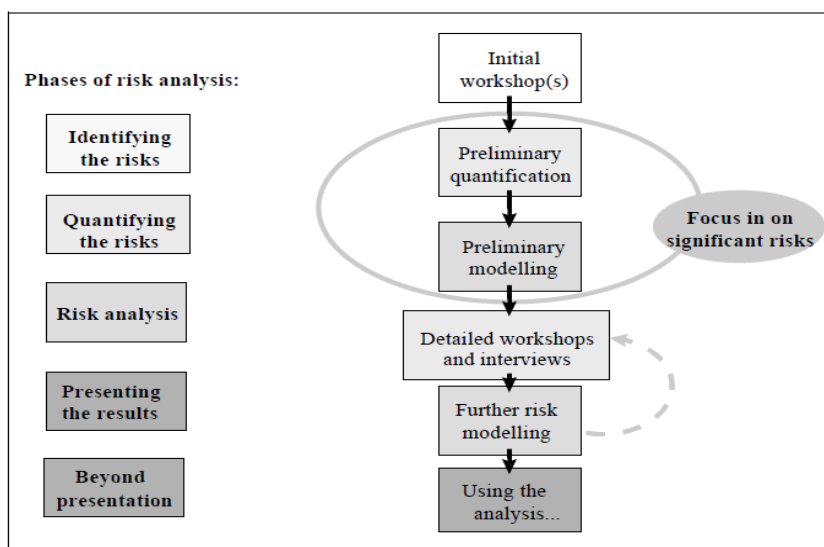 Phases of risk analysis:
Identifying
the risks
Quantifying
the risks
Risk analysis
Presenting
the results
Beyond
presentation
Initial
workshop(s)
Preliminary
quantification
Preliminary
modelling
Focus in on
significant risks
Detailed workshops
and interviews
Further risk
modelling
Using the
analysis...